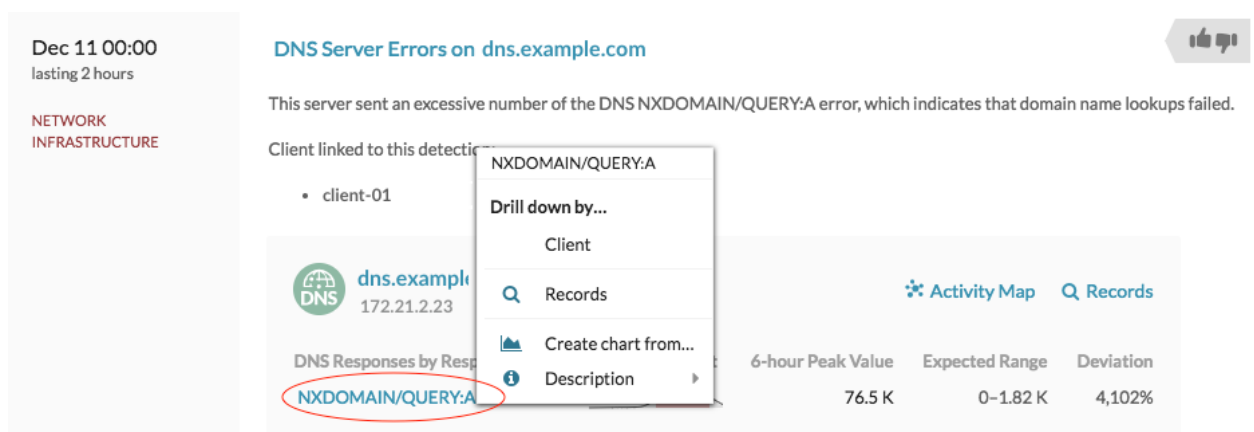 Dec 11 00:00
lasting 2 hours
NETWORK
INFRASTRUCTURE
DNS Server Errors on dns.example.com
This server sent an excessive number of the DNS NXDOMAIN/QUERY:A error, which indicates that domain name lookups failed.
Client linked to this
• client-01
NXDOMAIN/QUERY:A
Drill down by...
Client
Records
Create chart from...
Description
DNS
172.21.2.23
Activity Map
Records
DNS Responses by
6-hour Peak Value
Expected Range
Deviation
NXDOMAIN/QUERY:A
76.5 K
0–1.82 K
4,102%